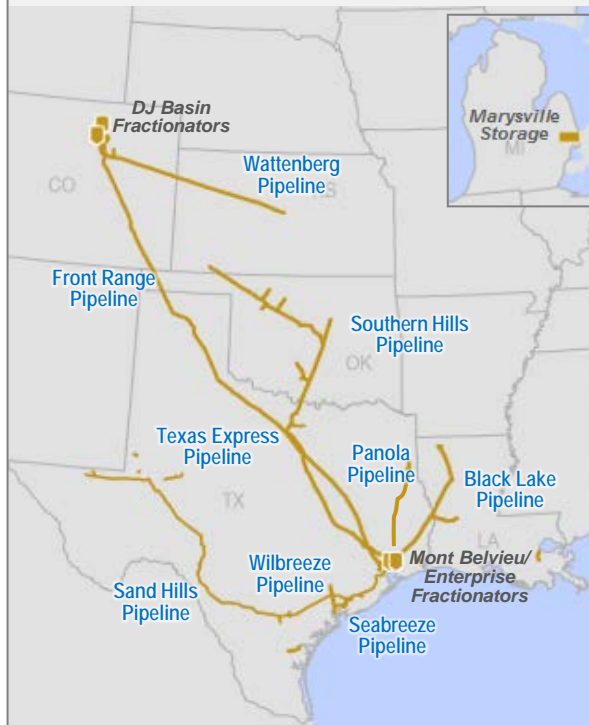 DJ Basin
Fractionators
Marysville
Storage
MI
CO
Wattenberg
Pipeline
KS
Front Range
Pipeline
Southern Hills
Pipeline
OK
Texas Express
Pipeline
Panola
Pipeline
Black Lake
Pipeline
TX
LA
Mont Belvieu/
Enterprise
Fractionators
Wilbreeze
Pipeline
Sand Hills
Pipeline
Seabreeze
Pipeline